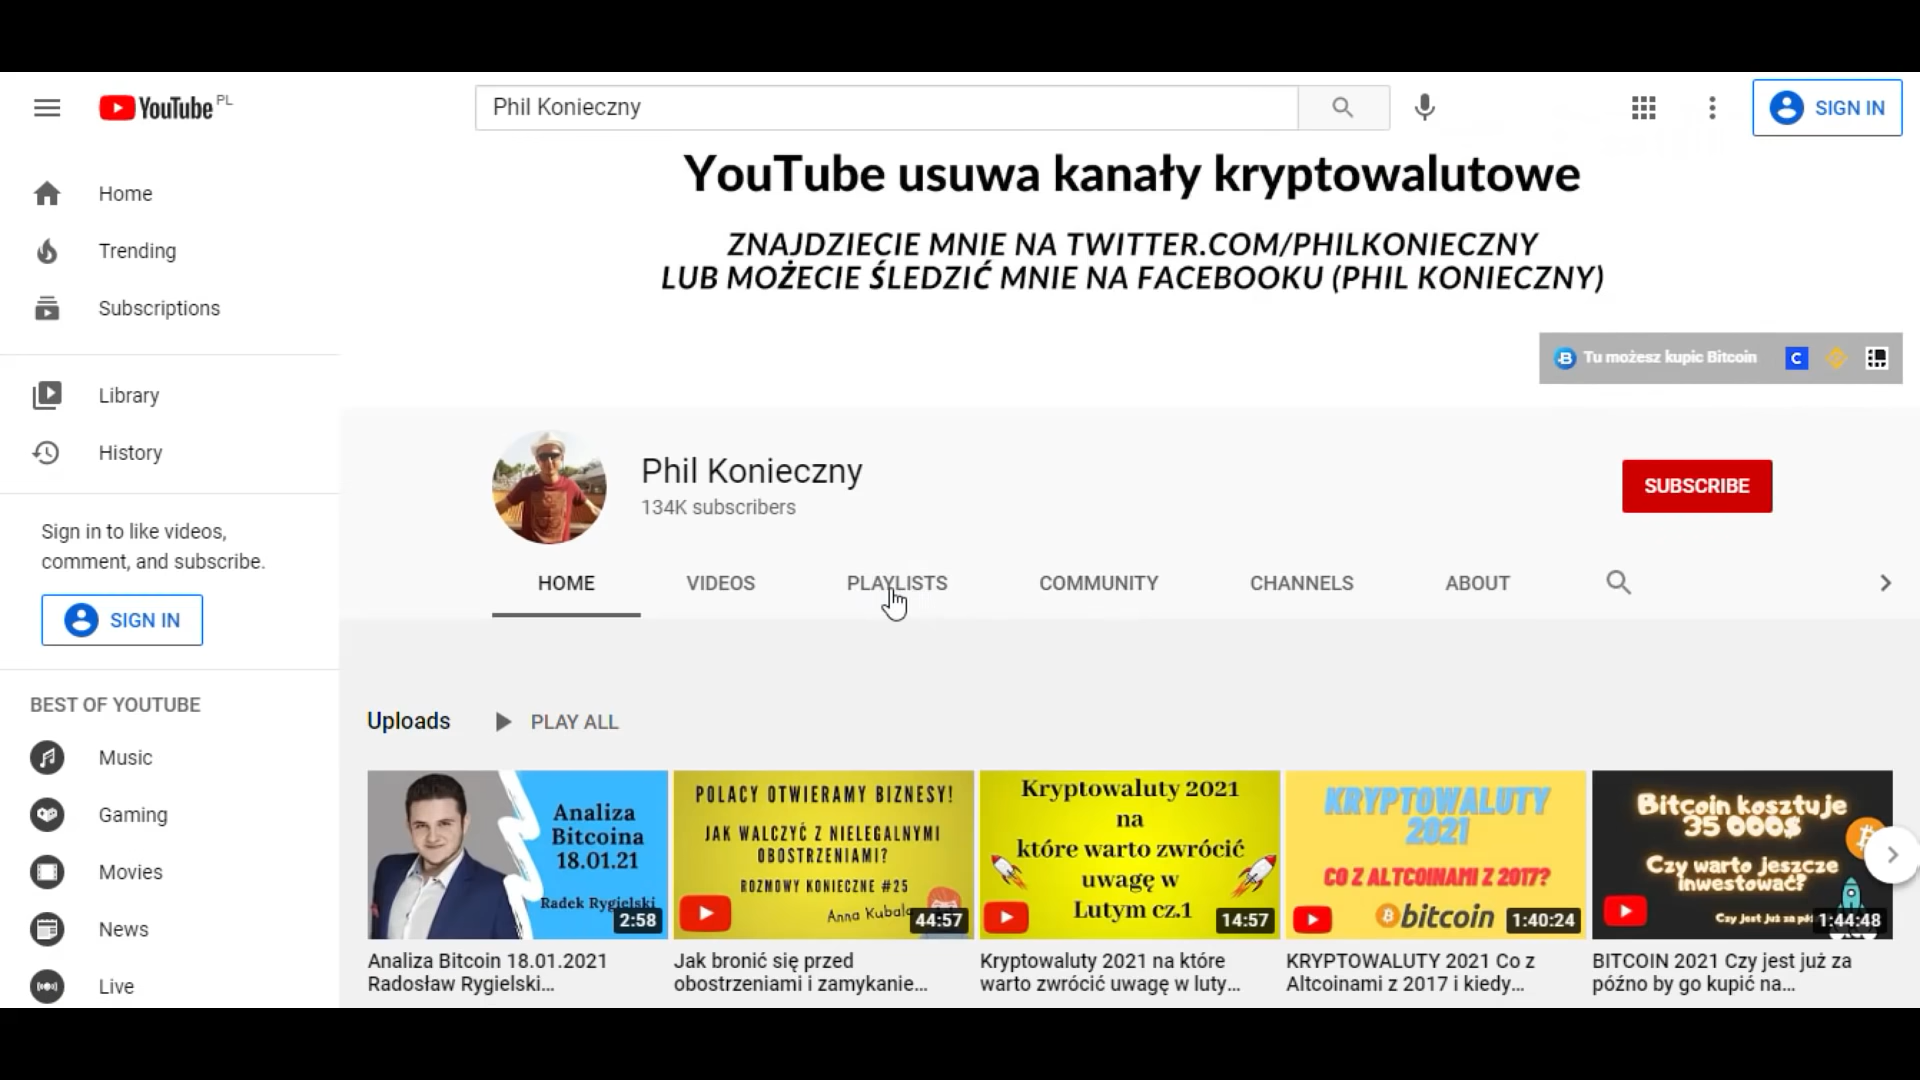 YouTube PL
Phil Konieczny
SIGN IN
Home
Trending
Subscriptions
Library
History
Sign in to like videos,
comment, and subscribe.
SIGN IN
BEST OF YOUTUBE
Music
Gaming
Movies
News
Live
YouTube usuwa kanały kryptowalutowe
ZNAJDZIECIE MNIE NA TWITTER.COM/PHILKONIECZNY
LUB MOŻECIE ŚLEDZIĆ MNIE NA FACEBOOKU (PHIL KONIECZNY)
Tu możesz kupic Bitcoin
Phil Konieczny
134K subscribers
SUBSCRIBE
HOME VIDEOS PLAYLISTS COMMUNITY CHANNELS ABOUT
Uploads PLAY ALL
Analiza
Bitcoina
18.01.21
Radek Rygielski
2:58
Analiza Bitcoin 18.01.2021
Radosław Rygielski...
POLACY OTWIERAMY BIZNESY!
JAK WALCZYĆ Z NIELEGALNYMI
OBOSTRZENIAMI?
ROZMOWY KONIECZNE #25
Anna Kubala
44:57
Jak bronić się przed
obostrzeniami i zamykanie...
Kryptowaluty 2021
na
które warto zwrócić
uwagę w
Lutym cz.1
14:57
Kryptowaluty 2021 na które
warto zwrócić uwagę w luty...
KRYPTOWALUTY
2021
CO Z ALTCOINAMI Z 2017?
bitcoin
1:40:24
KRYPTOWALUTY 2021 Co z
Altcoinami z 2017 i kiedy...
Bitcoin kosztuje
35 000$
Czy warto jeszcze
inwestować?
Czy jest już za
1:44:48
BITCOIN 2021 Czy jest już za
późno by go kupić na...